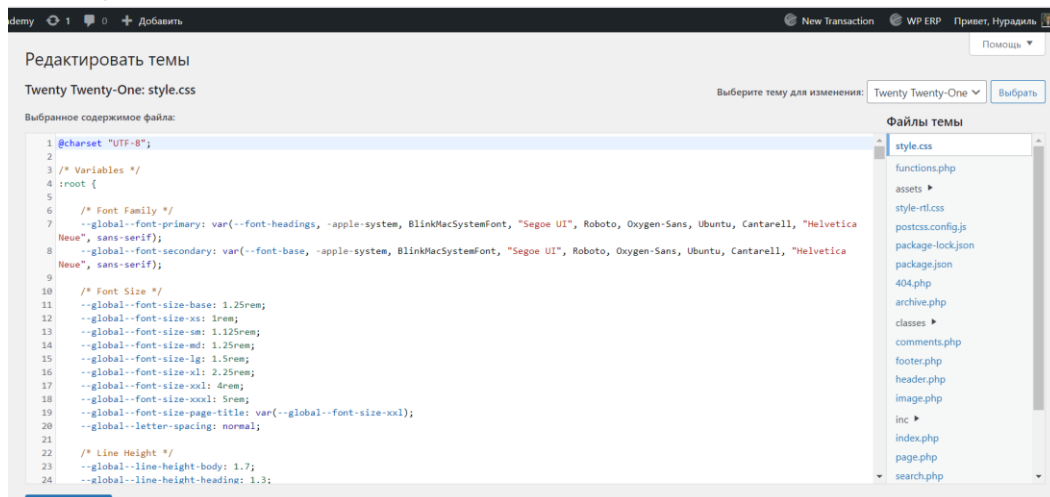 demy 1 0 + Добавить New Transaction WP ERP Привет, Нурадиль
Помощь ▼
Редактировать темы
Twenty Twenty-One: style.css
Выберите тему для изменения: Twenty Twenty-One Выбрать
Выбранное содержимое файла:
Файлы темы
1 @charset "UTF-8";
2
3 /* Variables */
4 :root {
5
6 /* Font Family */
7 --global--font-primary: var(--font-headings, -apple-system, BlinkMacSystemFont, "Segoe UI", Roboto, Oxygen-Sans, Ubuntu, Cantarell, "Helvetica
Neue", sans-serif);
8 --global--font-secondary: var(--font-base, -apple-system, BlinkMacSystemFont, "Segoe UI", Roboto, Oxygen-Sans, Ubuntu, Cantarell, "Helvetica
Neue", sans-serif);
9
10 /* Font Size */
11 --global--font-size-base: 1.25rem;
12 --global--font-size-xs: 1rem;
13 --global--font-size-sm: 1.125rem;
14 --global--font-size-md: 1.25rem;
15 --global--font-size-lg: 1.5rem;
16 --global--font-size-xl: 2.25rem;
17 --global--font-size-xxl: 4rem;
18 --global--font-size-xxxl: 5rem;
19 --global--font-size-page-title: var(--global--font-size-xxl);
20 --global--letter-spacing: normal;
21
22 /* Line Height */
23 --global--line-height-body: 1.7;
24 --global--line-height-heading: 1.3;
style.css
functions.php
assets ▶
style-rtl.css
postcss.config.js
package-lock.json
package.json
404.php
archive.php
classes ▶
comments.php
footer.php
header.php
image.php
inc ▶
index.php
page.php
search.php